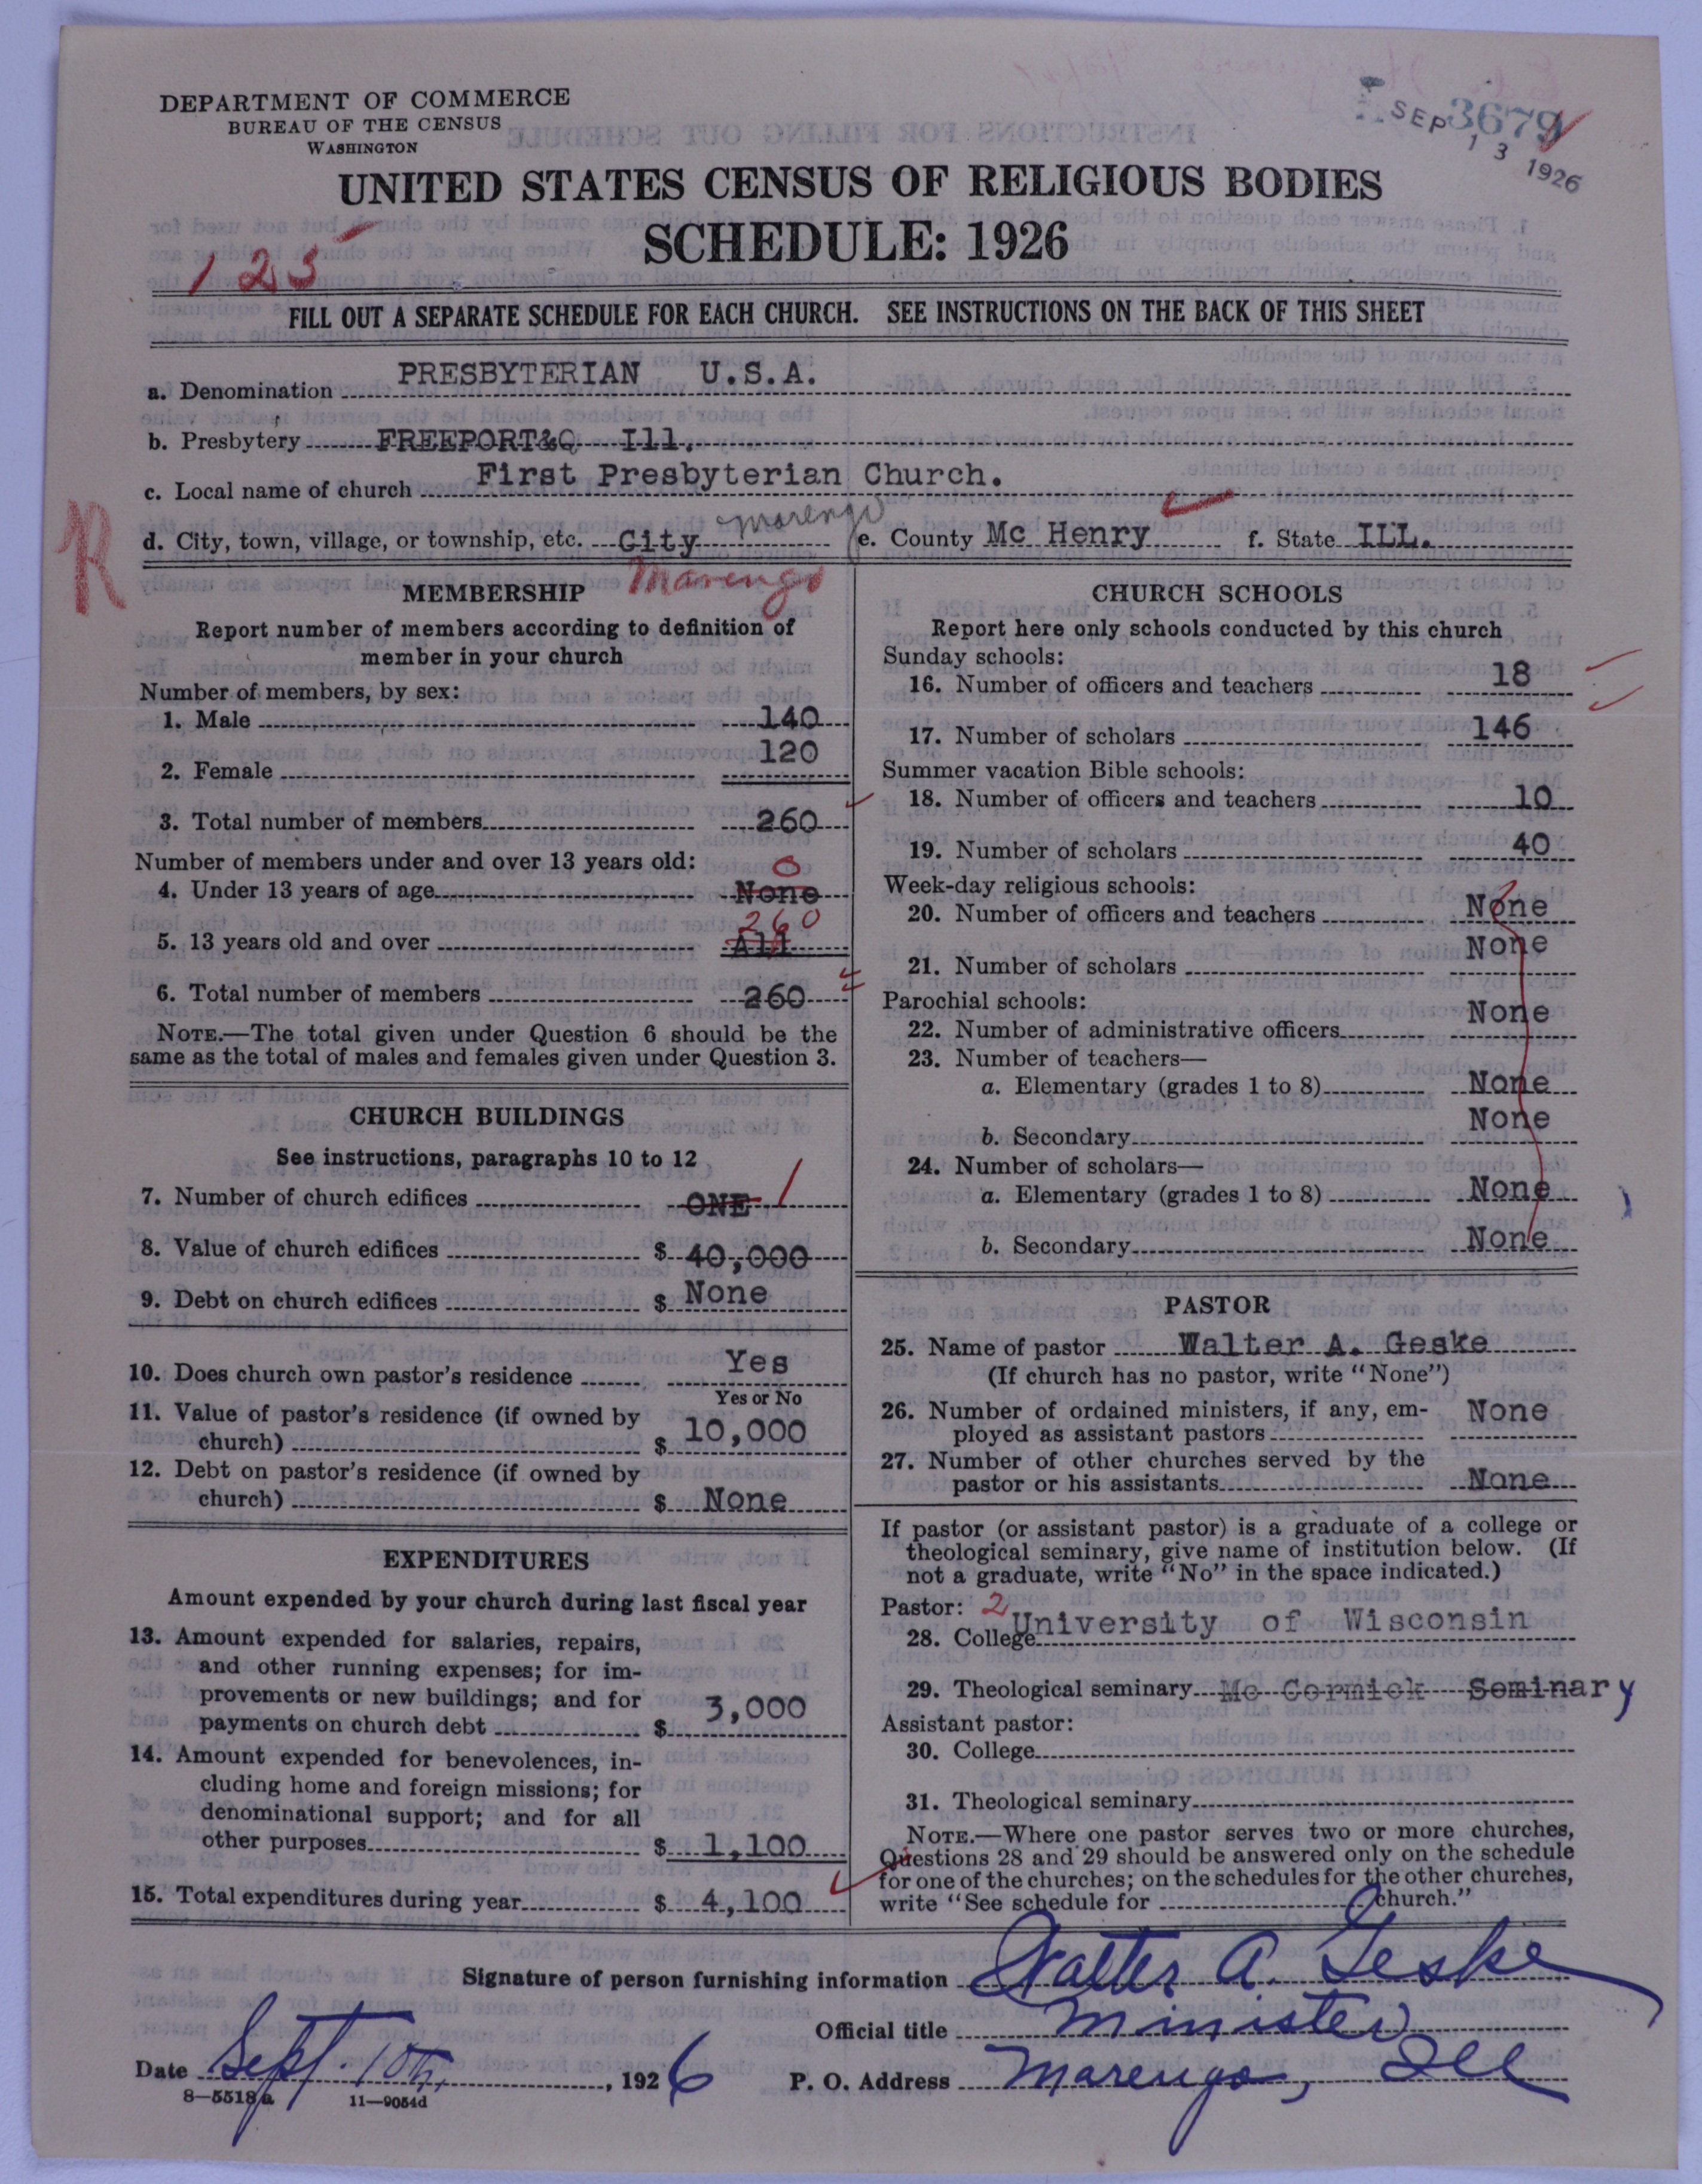 DEPARTMENT OF COMMERCE
BUREAU OF THE CENSUS
WASHINGTON
3679
SEP 13 1926
UNITED STATES CENSUS OF RELIGIOUS BODIES
SCHEDULE: 1926
125
FILL OUT A SEPARATE SCHEDULE FOR EACH CHURCH. SEE INSTRUCTIONS ON THE BACK OF THIS SHEET
a. Denomination PRESBYTERIAN U.S.A.
b. Presbytery FREEPORT&O Ill.
c. Local name of church First Presbyterian Church.
R
d. City, town, village, or township, etc. City Marengo e. County Mc Henry f. State ILL.
Marengo
MEMBERSHIP
Report number of members according to definition of
member in your church
Number of members, by sex:
1. Male 140
2. Female 120
3. Total number of members 260
Number of members under and over 13 years old:
4. Under 13 years of age None 0
5. 13 years old and over All 260
6. Total number of members 260
NOTE.—The total given under Question 6 should be the
same as the total of males and females given under Question 3.
CHURCH BUILDINGS
See instructions, paragraphs 10 to 12
7. Number of church edifices ONE 1
8. Value of church edifices $ 40,000
9. Debt on church edifices $ None
10. Does church own pastor's residence Yes
Yes or No
11. Value of pastor's residence (if owned by
church) $ 10,000
12. Debt on pastor's residence (if owned by
church) $ None
EXPENDITURES
Amount expended by your church during last fiscal year
13. Amount expended for salaries, repairs,
and other running expenses; for im-
provements or new buildings; and for
payments on church debt $ 3,000
14. Amount expended for benevolences, in-
cluding home and foreign missions; for
denominational support; and for all
other purposes $ 1,100
15. Total expenditures during year $ 4,100
CHURCH SCHOOLS
Report here only schools conducted by this church
Sunday schools:
16. Number of officers and teachers 18
17. Number of scholars 146
Summer vacation Bible schools:
18. Number of officers and teachers 10
19. Number of scholars 40
Week-day religious schools:
20. Number of officers and teachers None
21. Number of scholars None
Parochial schools:
22. Number of administrative officers None
23. Number of teachers—
a. Elementary (grades 1 to 8) None
b. Secondary None
24. Number of scholars—
a. Elementary (grades 1 to 8) None
b. Secondary None
PASTOR
25. Name of pastor Walter A. Geske
(If church has no pastor, write "None")
26. Number of ordained ministers, if any, em-
ployed as assistant pastors None
27. Number of other churches served by the
pastor or his assistants None
If pastor (or assistant pastor) is a graduate of a college or
theological seminary, give name of institution below. (If
not a graduate, write "No" in the space indicated.)
Pastor: 2
28. College University of Wisconsin
29. Theological seminary Mc Cormick Seminary
Assistant pastor:
30. College
31. Theological seminary
NOTE.—Where one pastor serves two or more churches,
Questions 28 and 29 should be answered only on the schedule
for one of the churches; on the schedules for the other churches,
write "See schedule for church."
Signature of person furnishing information Walter A. Geske
Official title Minister
Date Sept. 10th, 1926 P. O. Address Marengo, Ill
8—5518a 11—9054d